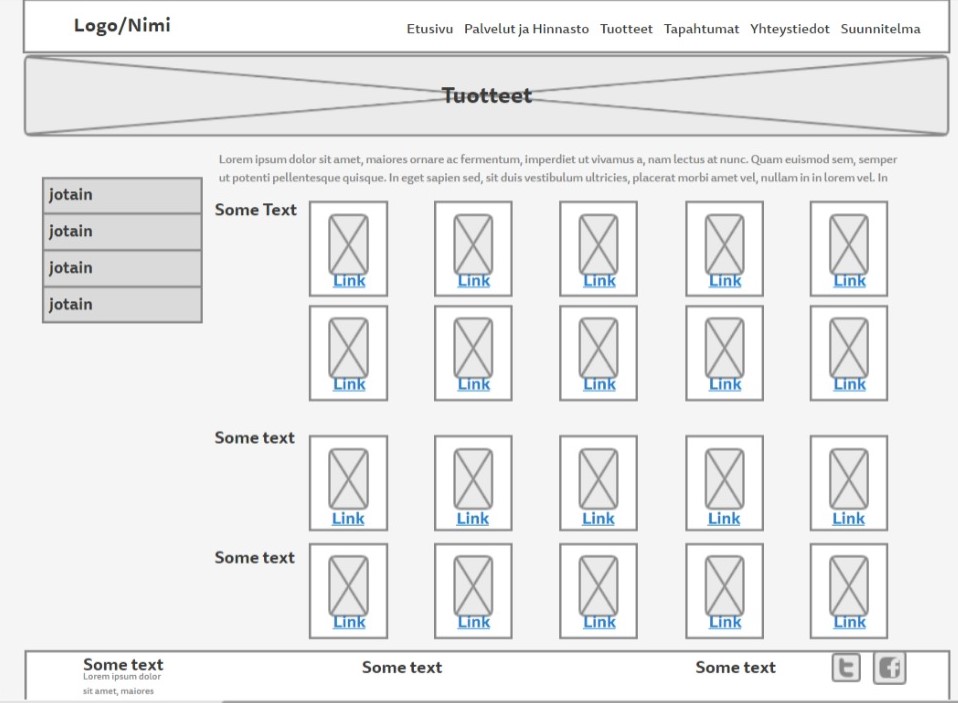 Logo/Nimi
Etusivu Palvelut ja Hinnasto Tuotteet Tapahtumat Yhteystiedot Suunnitelma
Tuotteet
Lorem ipsum dolor sit amet, maiores ornare ac fermentum, imperdiet ut vivamus a, nam lectus at nunc. Quam euismod sem, semper
ut potenti pellentesque quisque. In eget sapien sed, sit duis vestibulum ultricies, placerat morbi amet vel, nullam in in lorem vel. In
jotain
jotain
jotain
jotain
Some Text
Link Link Link Link Link
Link Link Link Link Link
Some text
Link Link Link Link Link
Some text
Link Link Link Link Link
Some text
Lorem ipsum dolor
sit amet, maiores
Some text
Some text